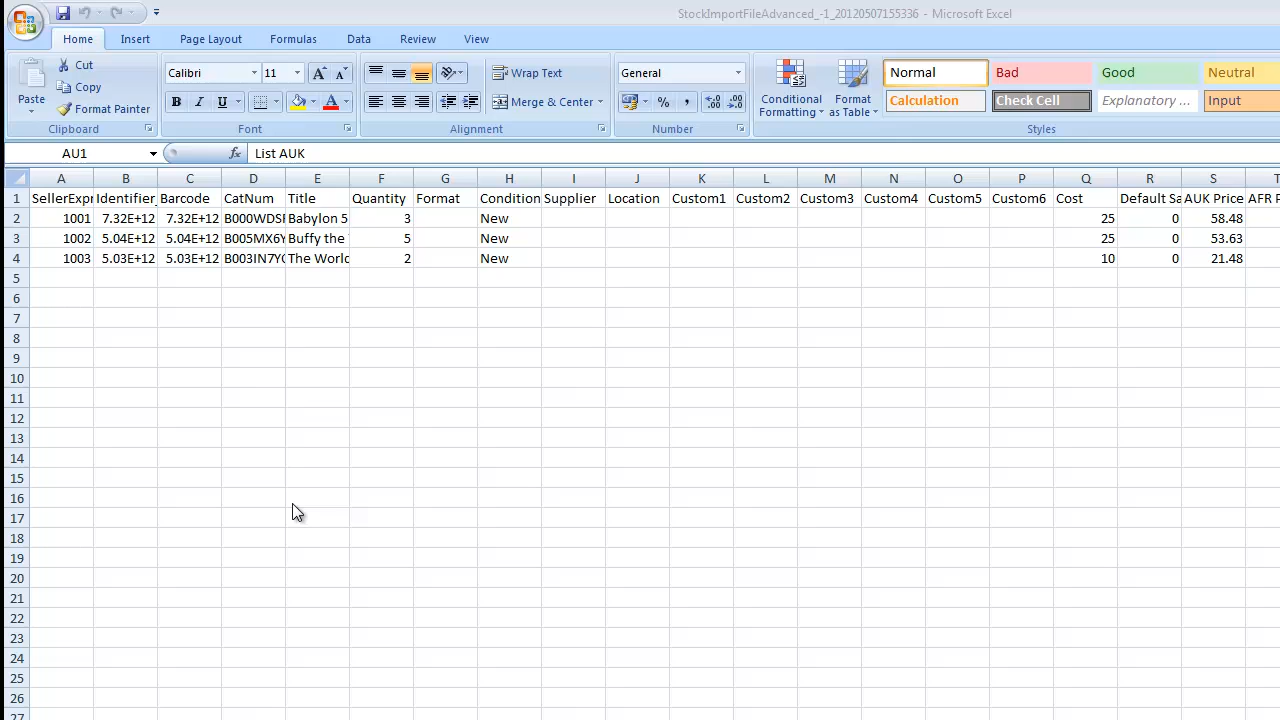 StockImportFileAdvanced_-1_20120507155336 - Microsoft Excel
Home Insert Page Layout Formulas Data Review View
Paste Cut Copy Format Painter Clipboard
Calibri 11 B I U Font
Wrap Text Merge & Center Alignment
General % , Number
Conditional Formatting Format as Table
Normal Bad Good Neutral
Calculation Check Cell Explanatory ... Input
Styles
AU1 fx List AUK
A B C D E F G H I J K L M N O P Q R S T
1 SellerExpr Identifier_ Barcode CatNum Title Quantity Format Condition Supplier Location Custom1 Custom2 Custom3 Custom4 Custom5 Custom6 Cost Default Sa AUK Price AFR P
2 1001 7.32E+12 7.32E+12 B000WDS Babylon 5 3 New 25 0 58.48
3 1002 5.04E+12 5.04E+12 B005MX6Y Buffy the 5 New 25 0 53.63
4 1003 5.03E+12 5.03E+12 B003IN7Y The World 2 New 10 0 21.48
5
6
7
8
9
10
11
12
13
14
15
16
17
18
19
20
21
22
23
24
25
26
27